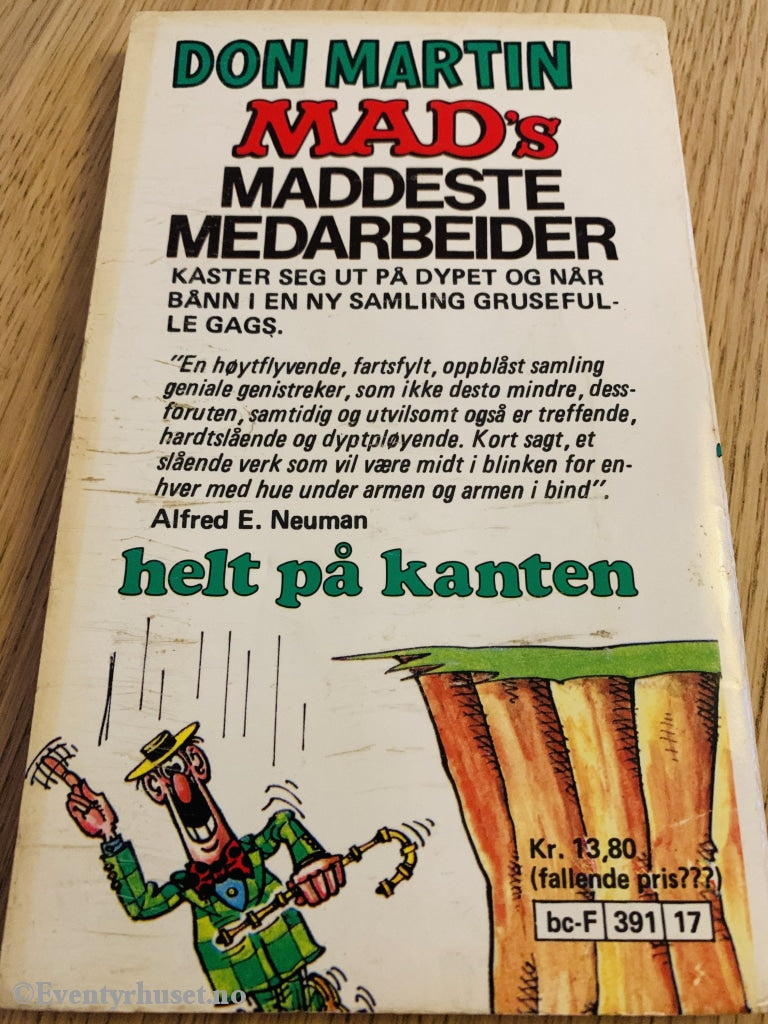 DON MARTIN
MAD's
MADDESTE
MEDARBEIDER
KASTER SEG UT PÅ DYPET OG NÅR
BÅNN I EN NY SAMLING GRUSEFUL-
LE GAGS.
"En høytflyvende, fartsfylt, oppblåst samling
geniale genistreker, som ikke desto mindre, dess-
foruten, samtidig og utvilsomt også er treffende,
hardtslående og dyptpløyende. Kort sagt, et
slående verk som vil være midt i blinken for en-
hver med hue under armen og armen i bind".
Alfred E. Neuman
helt på kanten
Kr. 13,80
(fallende pris???)
bc-F 391 17
©Eventyrhuset.no